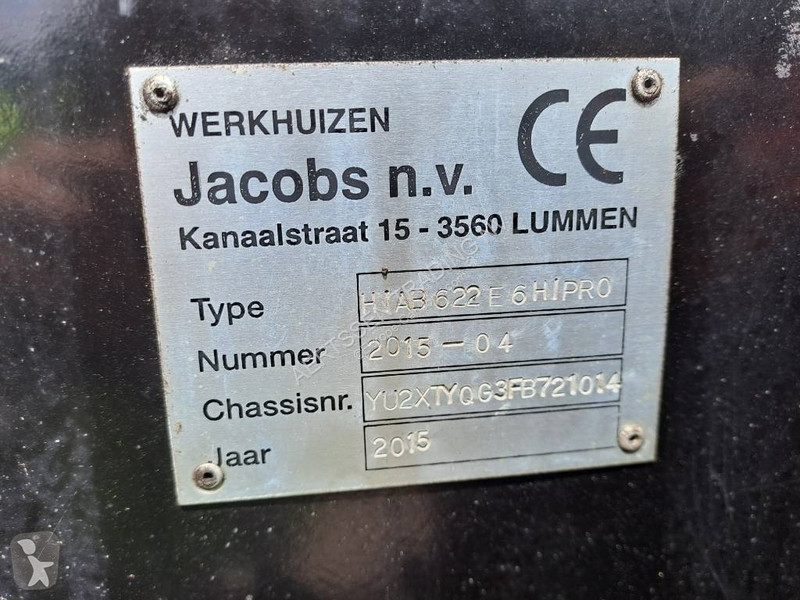 WERKHUIZEN
Jacobs n.v.
CE
Kanaalstraat 15 - 3560 LUMMEN
Type HIAB 622 E 6 HIPRO
Nummer 2015 - 04
Chassisnr. YU2XTYQG3FB721014
Jaar 2015